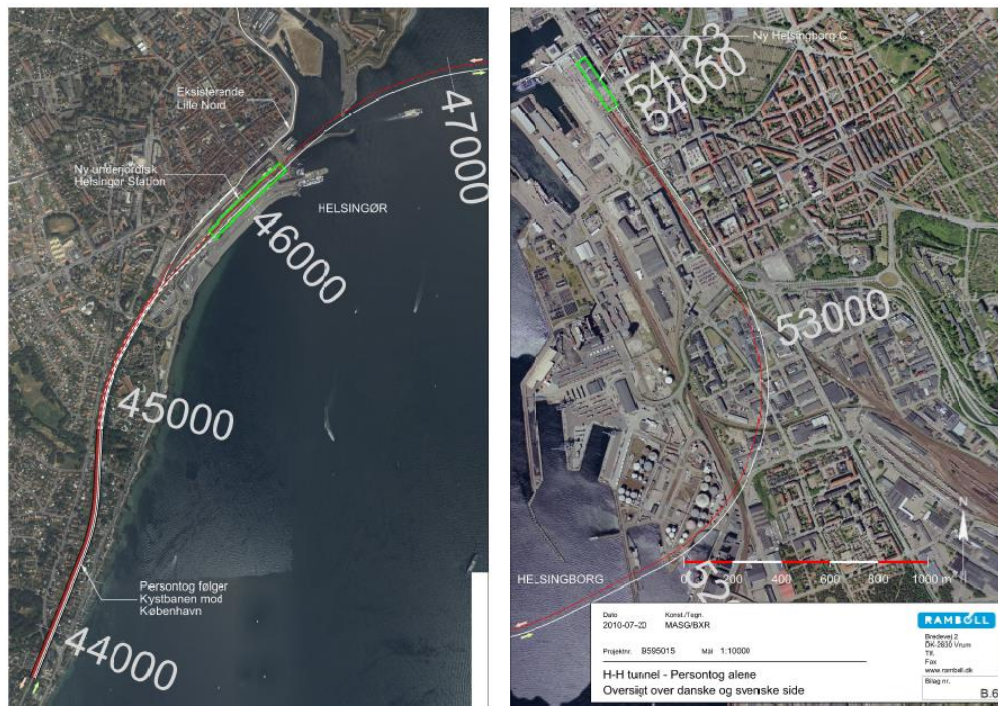 Eksisterende
Lille Nord
Ny underjordisk
Helsingør Station
HELSINGØR
47000
46000
45000
Persontog følger
Kystbanen mod
København
44000
Ny Helsingborg C
54123
54000
53000
N
0 200 400 600 800 1000 m
HELSINGBORG
52
Dato
Konst./Tegn.
2010-07-20
MASG/BXR
Projektnr. 9595015
Mål 1:10000
H-H tunnel - Persontog alene
Oversigt over danske og svenske side
RAMBOLL
Bredevej 2
DK-2830 Virum
Tlf.
Fax
www.ramboll.dk
Bilag nr.
B.6